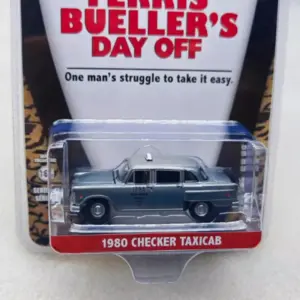 FERRIS
BUELLER'S
DAY OFF
One man's struggle to take it easy.
1980 CHECKER TAXICAB